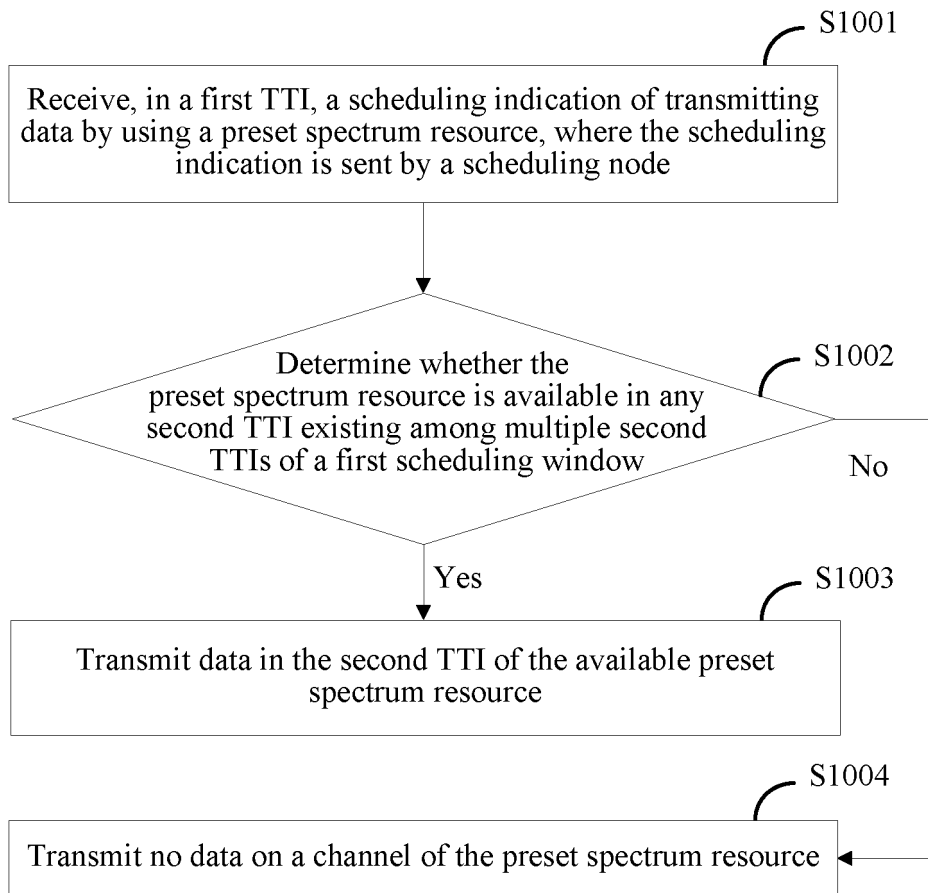 S1001
Receive, in a first TTI, a scheduling indication of transmitting
data by using a preset spectrum resource, where the scheduling
indication is sent by a scheduling node
S1002
Determine whether the
preset spectrum resource is available in any
second TTI existing among multiple second
TTIs of a first scheduling window
No
Yes
S1003
Transmit data in the second TTI of the available preset
spectrum resource
S1004
Transmit no data on a channel of the preset spectrum resource